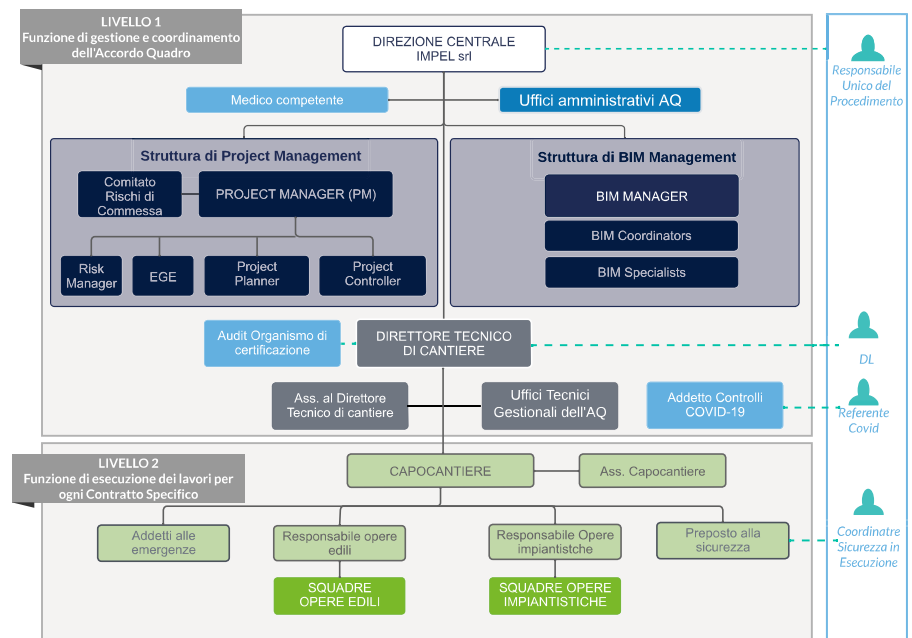 LIVELLO 1
Funzione di gestione e coordinamento
dell'Accordo Quadro
DIREZIONE CENTRALE
IMPEL srl
Responsabile
Unico del
Procedimento
Medico competente
Uffici amministrativi AQ
Struttura di Project Management
Comitato
Rischi di
Commessa
PROJECT MANAGER (PM)
Risk
Manager
EGE
Project
Planner
Project
Controller
Struttura di BIM Management
BIM MANAGER
BIM Coordinators
BIM Specialists
Audit Organismo di
certificazione
DIRETTORE TECNICO
DI CANTIERE
DL
Ass. al Direttore
Tecnico di cantiere
Uffici Tecnici
Gestionali dell'AQ
Addetto Controlli
COVID-19
Referente
Covid
LIVELLO 2
Funzione di esecuzione dei lavori per
ogni Contratto Specifico
CAPOCANTIERE
Ass. Capocantiere
Addetti alle
emergenze
Responsabile opere
edili
Responsabile Opere
impiantistche
Preposto alla
sicurezza
Coordinatre
Sicurezza in
Esecuzione
SQUADRE
OPERE EDILI
SQUADRE OPERE
IMPIANTISTICHE